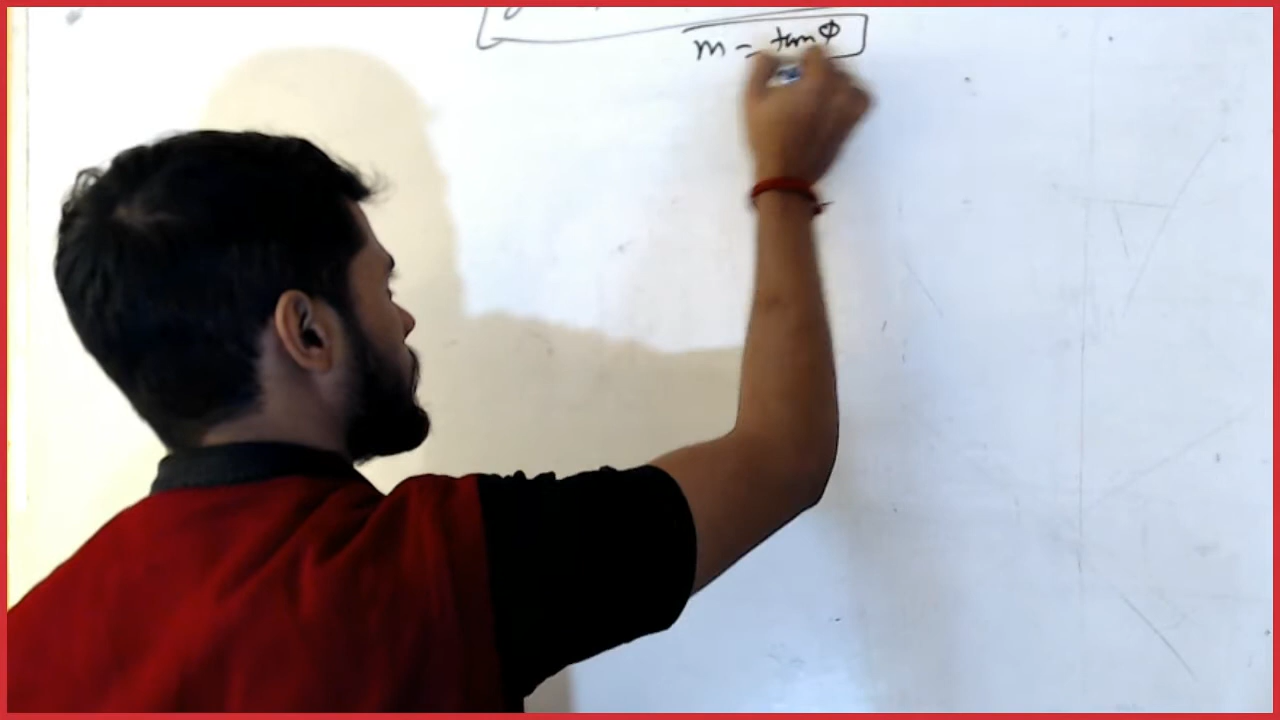 m = tan φ